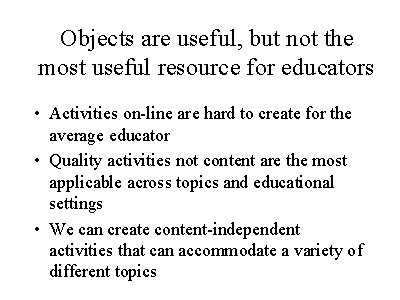 Objects are useful, but not the
most useful resource for educators
• Activities on-line are hard to create for the
average educator
• Quality activities not content are the most
applicable across topics and educational
settings
• We can create content-independent
activities that can accommodate a variety of
different topics